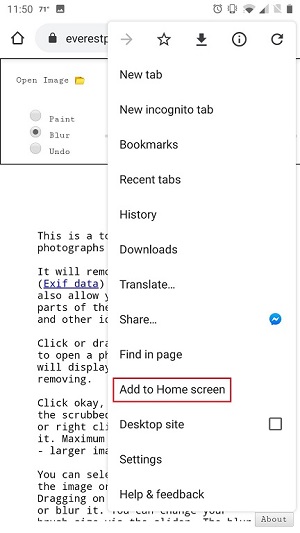 11:50 71°
everestp
Open Image
Paint
Blur
Undo
This is a to
photographs
It will remo
(Exif data)
also allow y
parts of the
and other ic
Click or dra
to open a ph
will display
removing.
Click okay,
the scrubbed
or right cli
it. Maximum
- larger ima
You can sele
the image on
Dragging on
or blur it. You can change your
brush size via the slider. The blur
About
New tab
New incognito tab
Bookmarks
Recent tabs
History
Downloads
Translate...
Share...
Find in page
Add to Home screen
Desktop site
Settings
Help & feedback